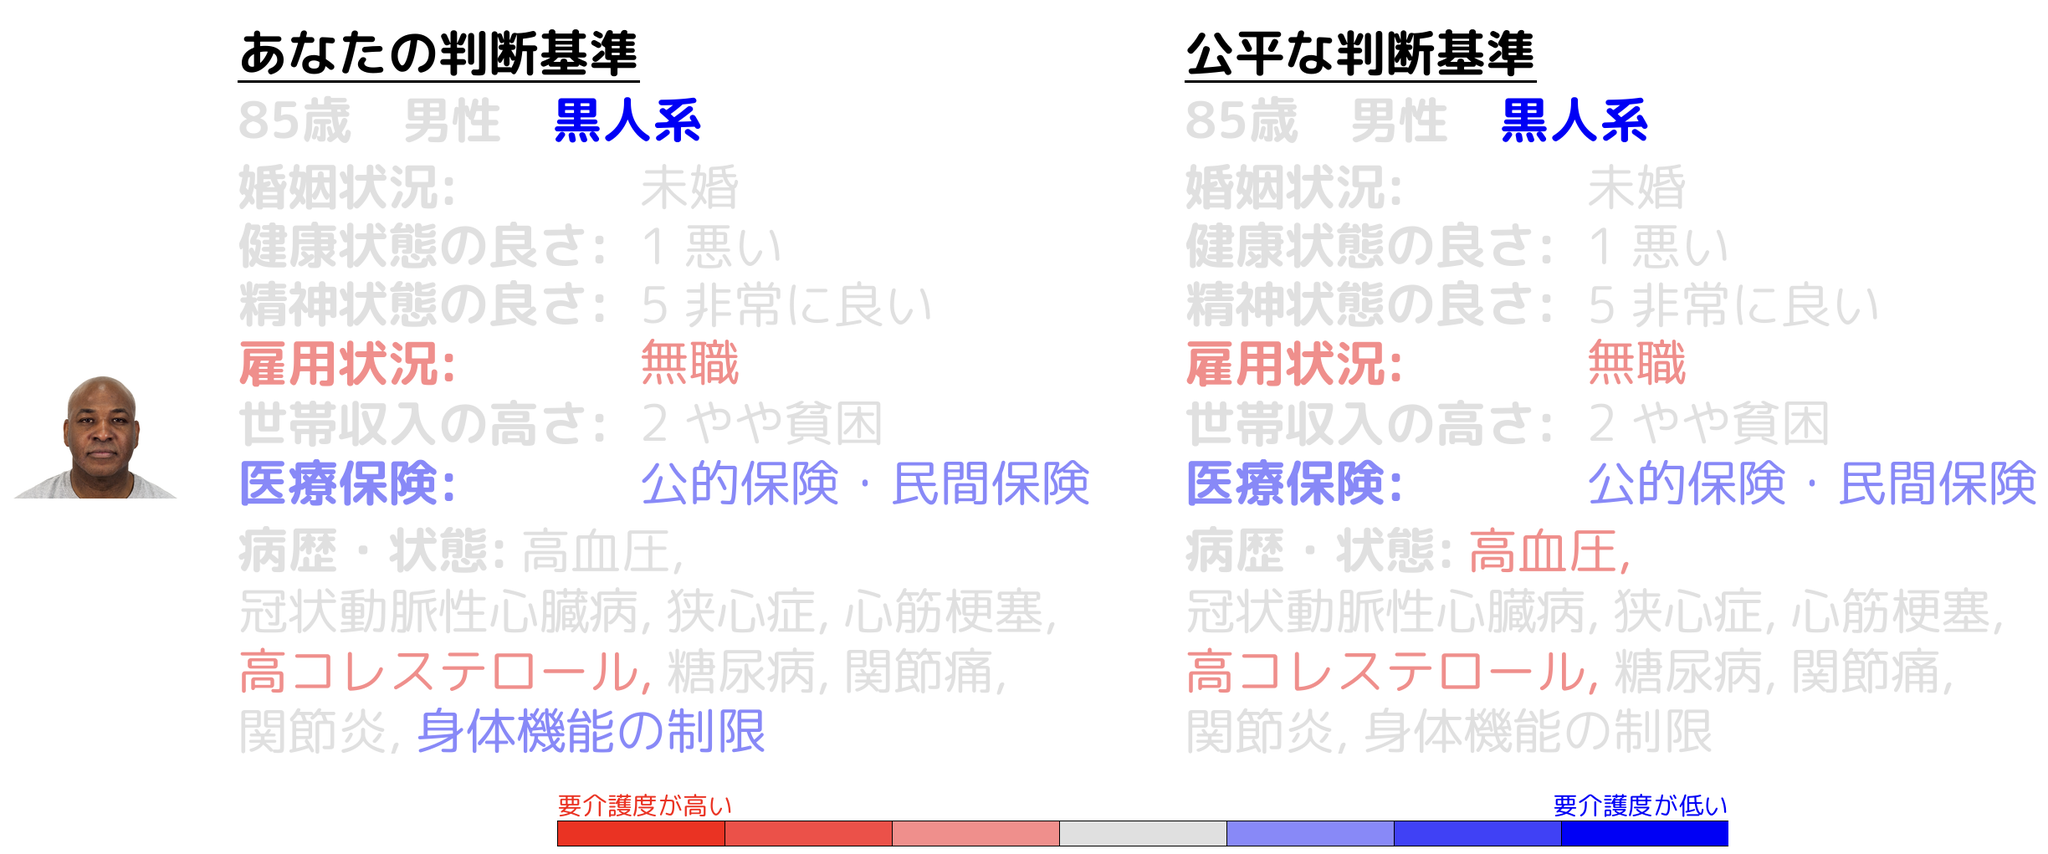 あなたの判断基準
85歳 男性 黒人系
婚姻状況: 未婚
健康状態の良さ: 1 悪い
精神状態の良さ: 5 非常に良い
雇用状況: 無職
世帯収入の高さ: 2 やや貧困
医療保険: 公的保険・民間保険
病歴・状態: 高血圧,
冠状動脈性心臓病, 狭心症, 心筋梗塞,
高コレステロール, 糖尿病, 関節痛,
関節炎, 身体機能の制限
公平な判断基準
85歳 男性 黒人系
婚姻状況: 未婚
健康状態の良さ: 1 悪い
精神状態の良さ: 5 非常に良い
雇用状況: 無職
世帯収入の高さ: 2 やや貧困
医療保険: 公的保険・民間保険
病歴・状態: 高血圧,
冠状動脈性心臓病, 狭心症, 心筋梗塞,
高コレステロール, 糖尿病, 関節痛,
関節炎, 身体機能の制限
要介護度が高い 要介護度が低い